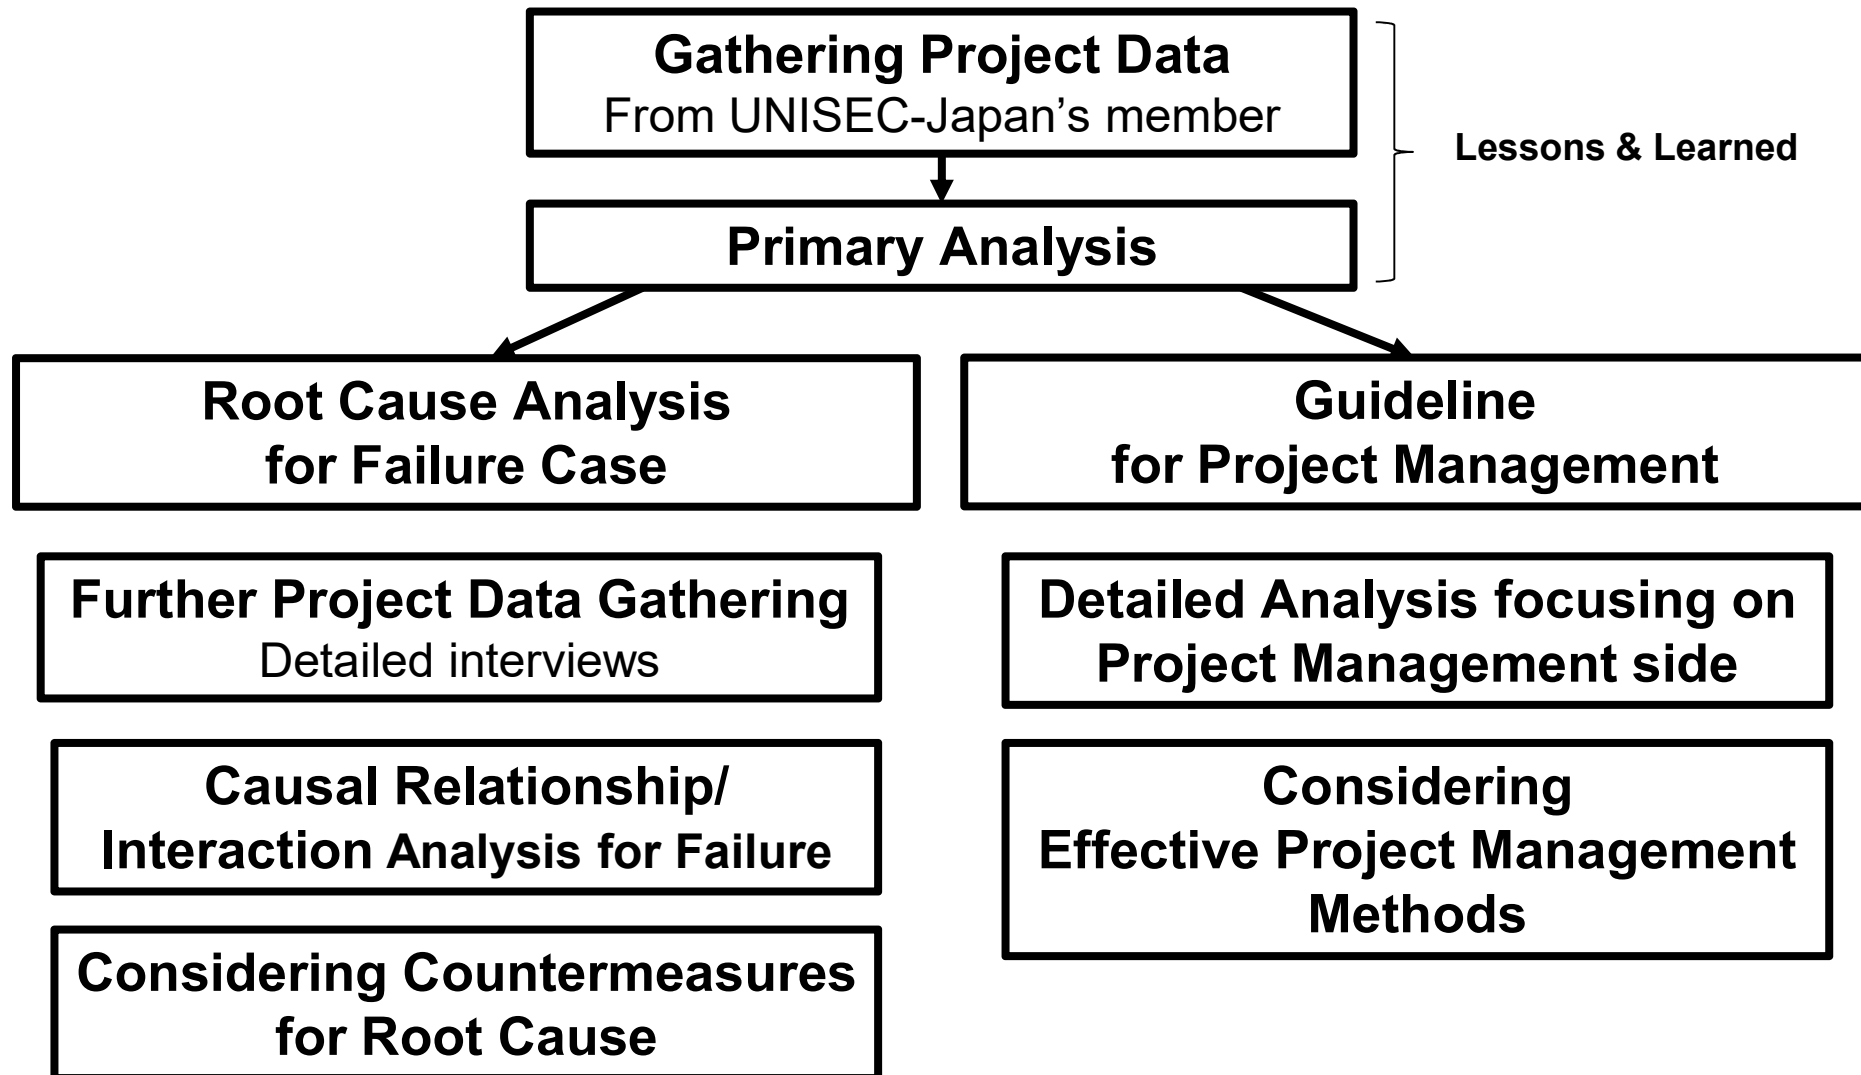 Gathering Project Data
From UNISEC-Japan’s member
Lessons & Learned
Primary Analysis
Root Cause Analysis
for Failure Case
Guideline
for Project Management
Further Project Data Gathering
Detailed interviews
Detailed Analysis focusing on
Project Management side
Causal Relationship/
Interaction Analysis for Failure
Considering
Effective Project Management
Methods
Considering Countermeasures
for Root Cause